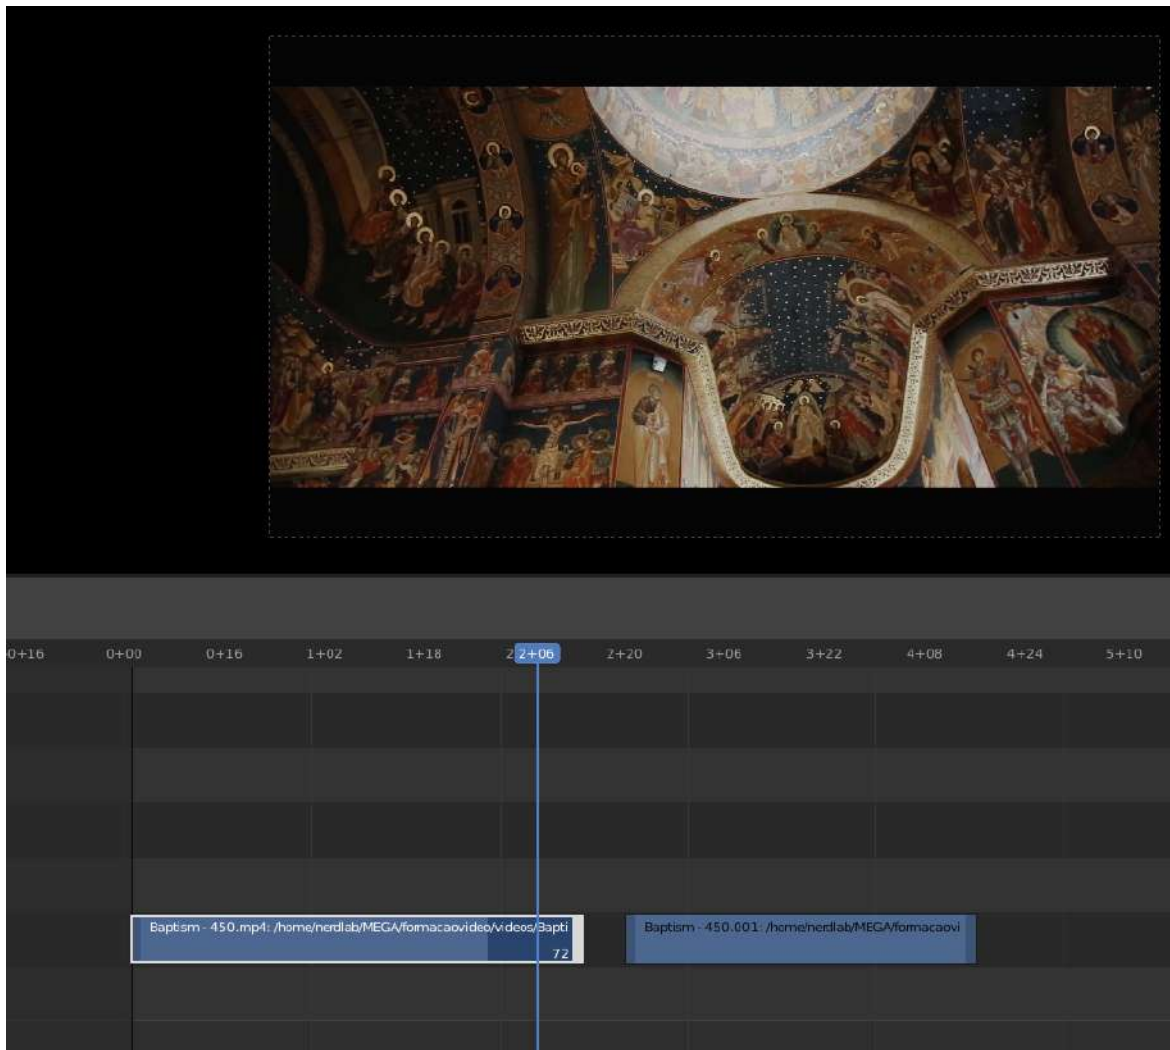 0+16 0+00 0+16 1+02 1+18 2 2+06 2+20 3+06 3+22 4+08 4+24 5+10
Baptism - 450.mp4: /home/nerdlab/MEGA/formacaovideo/videos/Bapti
72
Baptism - 450.001: /home/nerdlab/MEGA/formacaovi